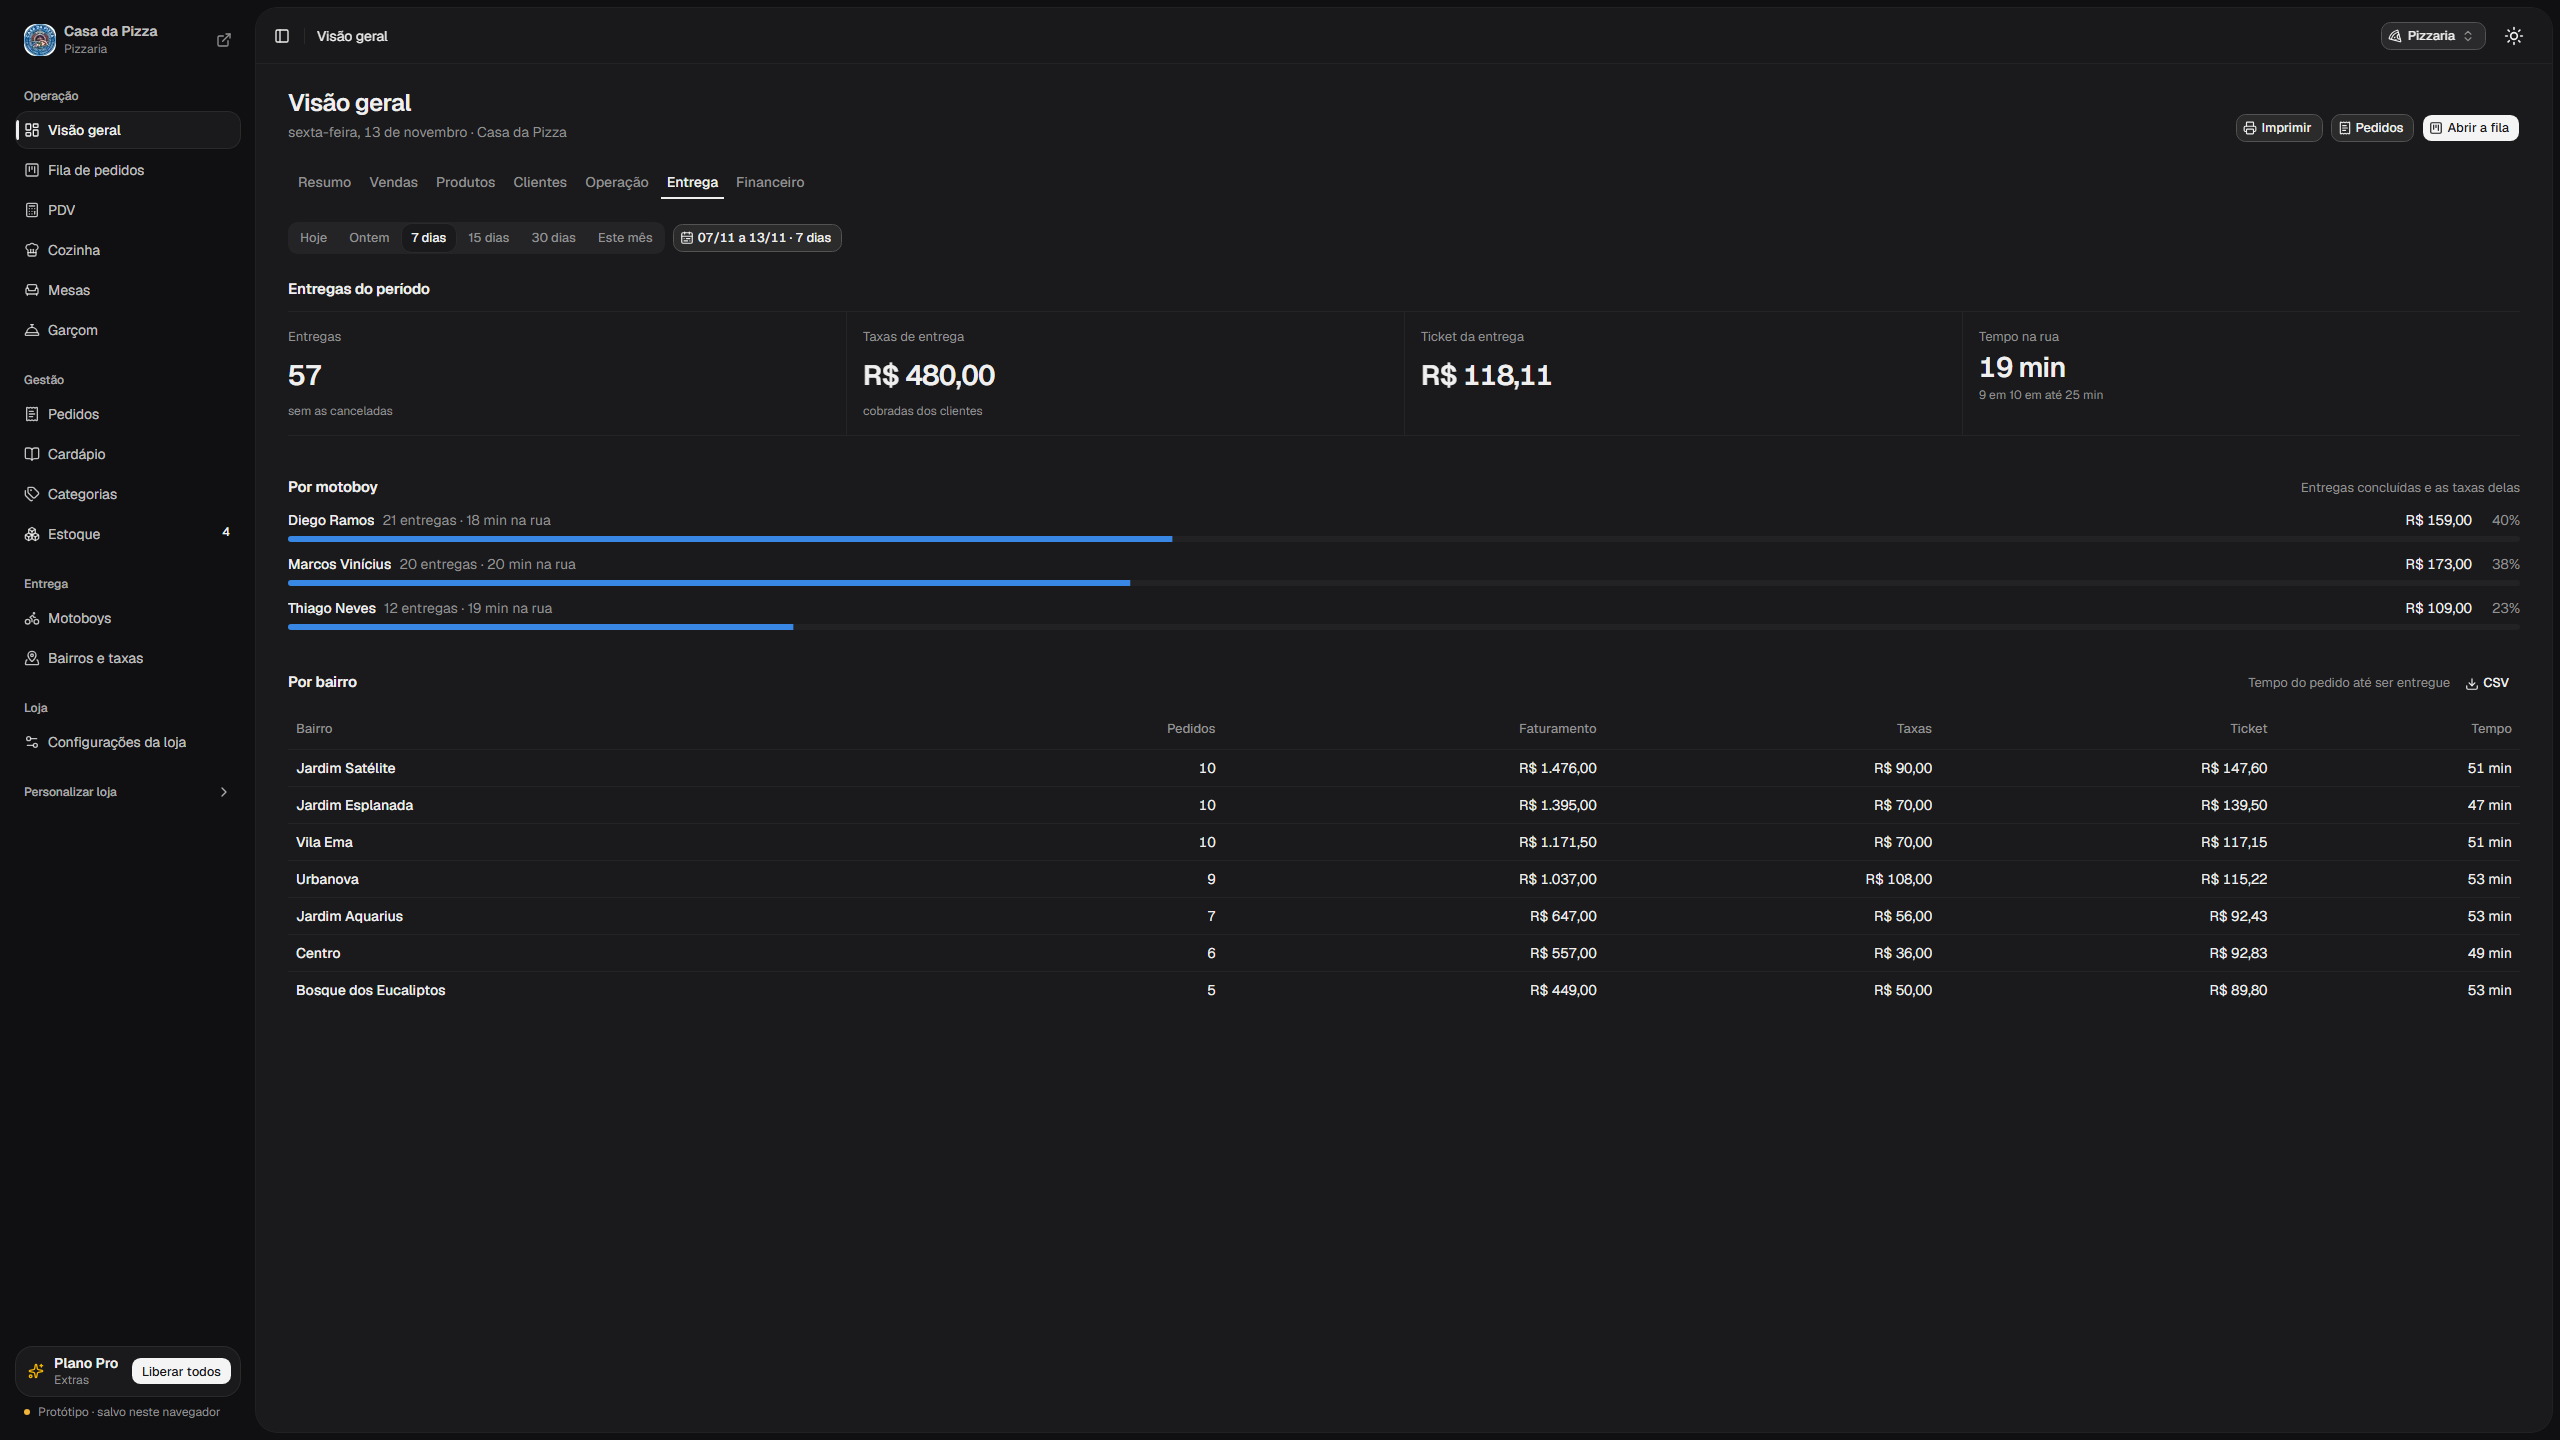 Casa da Pizza
Pizzaria
Operação
Visão geral
Fila de pedidos
PDV
Cozinha
Mesas
Garçom
Gestão
Pedidos
Cardápio
Categorias
Estoque 4
Entrega
Motoboys
Bairros e taxas
Loja
Configurações da loja
Personalizar loja
Plano Pro
Extras
Liberar todos
Protótipo · salvo neste navegador
Visão geral
Pizzaria
Visão geral
sexta-feira, 13 de novembro · Casa da Pizza
Imprimir Pedidos Abrir a fila
Resumo Vendas Produtos Clientes Operação Entrega Financeiro
Hoje Ontem 7 dias 15 dias 30 dias Este mês 07/11 a 13/11 · 7 dias
Entregas do período
Entregas
57
sem as canceladas
Taxas de entrega
R$ 480,00
cobradas dos clientes
Ticket da entrega
R$ 118,11
Tempo na rua
19 min
9 em 10 em até 25 min
Por motoboy Entregas concluídas e as taxas delas
Diego Ramos 21 entregas · 18 min na rua R$ 159,00 40%
Marcos Vinícius 20 entregas · 20 min na rua R$ 173,00 38%
Thiago Neves 12 entregas · 19 min na rua R$ 109,00 23%
Por bairro Tempo do pedido até ser entregue CSV
Bairro Pedidos Faturamento Taxas Ticket Tempo
Jardim Satélite 10 R$ 1.476,00 R$ 90,00 R$ 147,60 51 min
Jardim Esplanada 10 R$ 1.395,00 R$ 70,00 R$ 139,50 47 min
Vila Ema 10 R$ 1.171,50 R$ 70,00 R$ 117,15 51 min
Urbanova 9 R$ 1.037,00 R$ 108,00 R$ 115,22 53 min
Jardim Aquarius 7 R$ 647,00 R$ 56,00 R$ 92,43 53 min
Centro 6 R$ 557,00 R$ 36,00 R$ 92,83 49 min
Bosque dos Eucaliptos 5 R$ 449,00 R$ 50,00 R$ 89,80 53 min